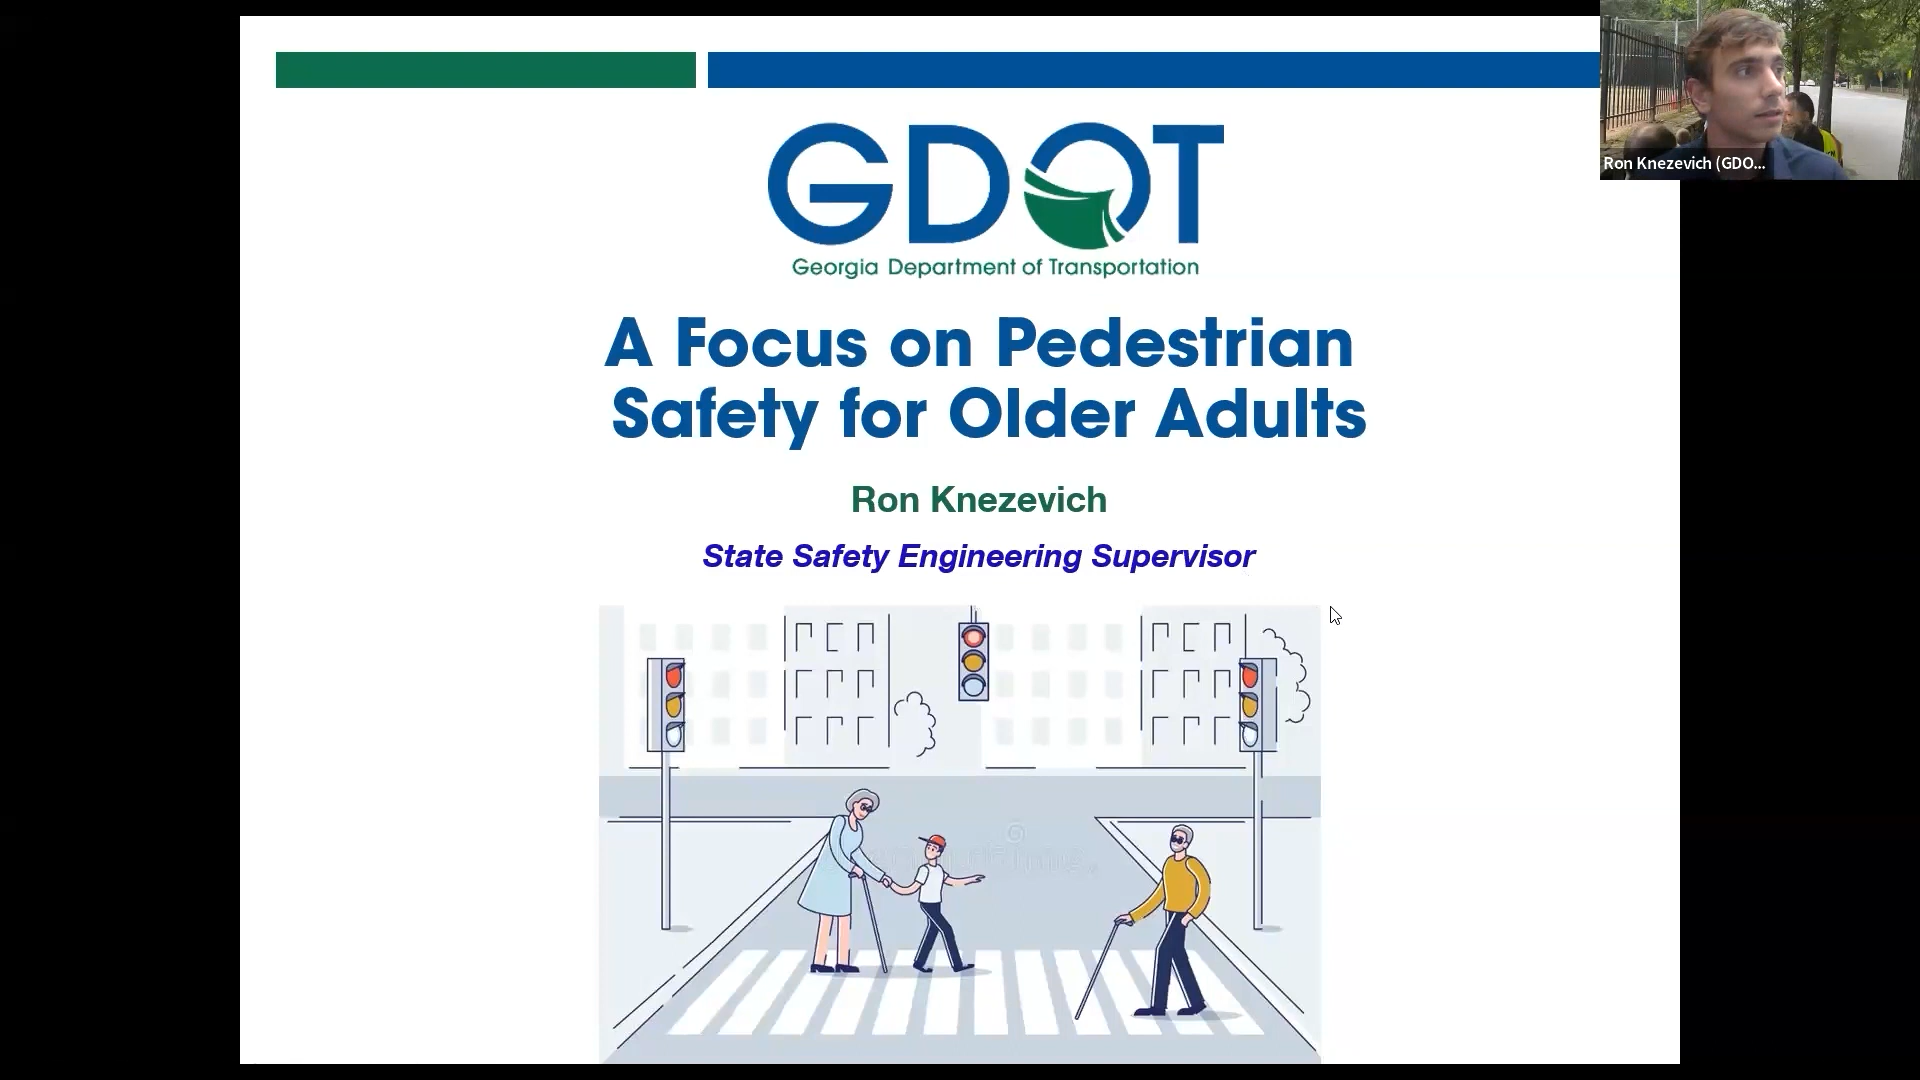 GDOT
Georgia Department of Transportation
A Focus on Pedestrian
Safety for Older Adults
Ron Knezevich
State Safety Engineering Supervisor
Ron Knezevich (GDO...